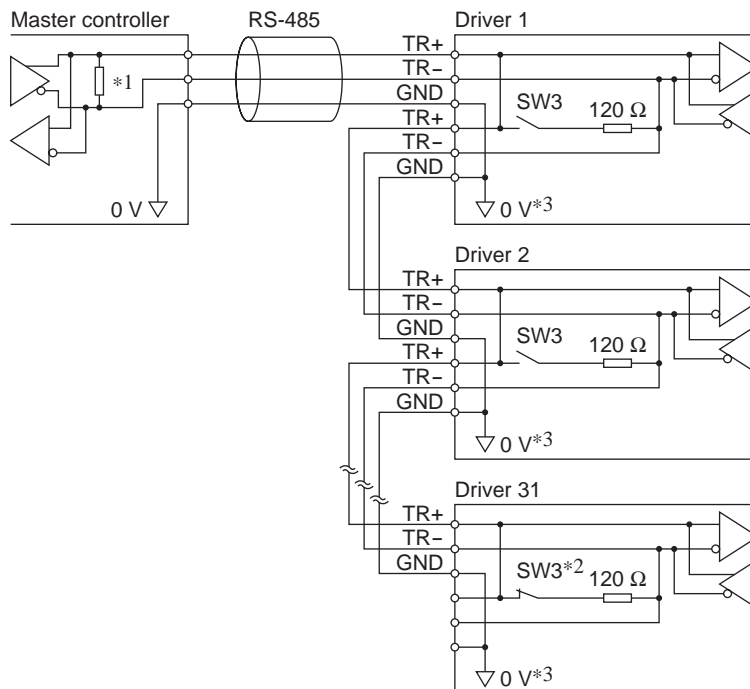 Master controller
RS-485
Driver 1
*1
0 V
TR+
TR-
GND
TR+
TR-
GND
SW3
120 Ω
0 V*3
Driver 2
TR+
TR-
GND
TR+
TR-
GND
SW3
120 Ω
0 V*3
Driver 31
TR+
TR-
GND
SW3*2
120 Ω
0 V*3